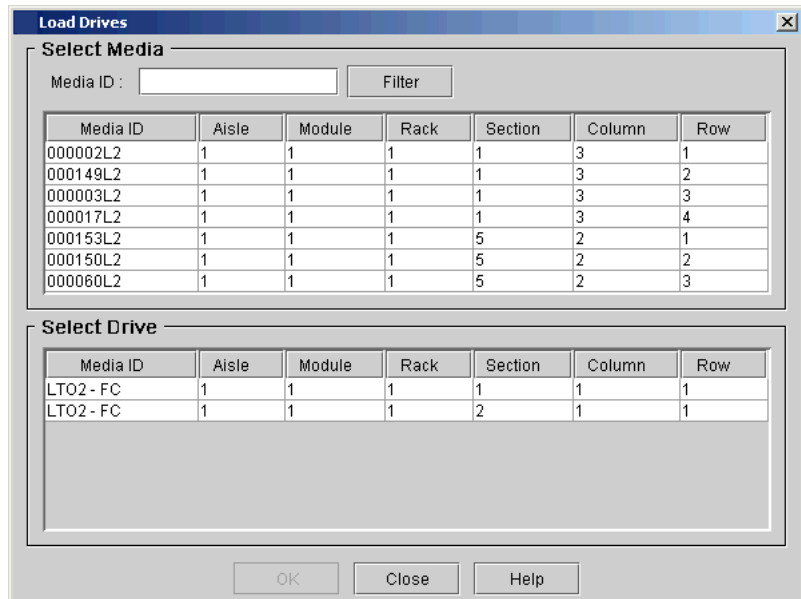 Load Drives
Select Media
Media ID : Filter
Media ID Aisle Module Rack Section Column Row
000002L2 1 1 1 1 3 1
000149L2 1 1 1 1 3 2
000003L2 1 1 1 1 3 3
000017L2 1 1 1 1 3 4
000153L2 1 1 1 5 2 1
000150L2 1 1 1 5 2 2
000060L2 1 1 1 5 2 3
Select Drive
Media ID Aisle Module Rack Section Column Row
LTO2 - FC 1 1 1 1 1 1
LTO2 - FC 1 1 1 2 1 1
OK Close Help